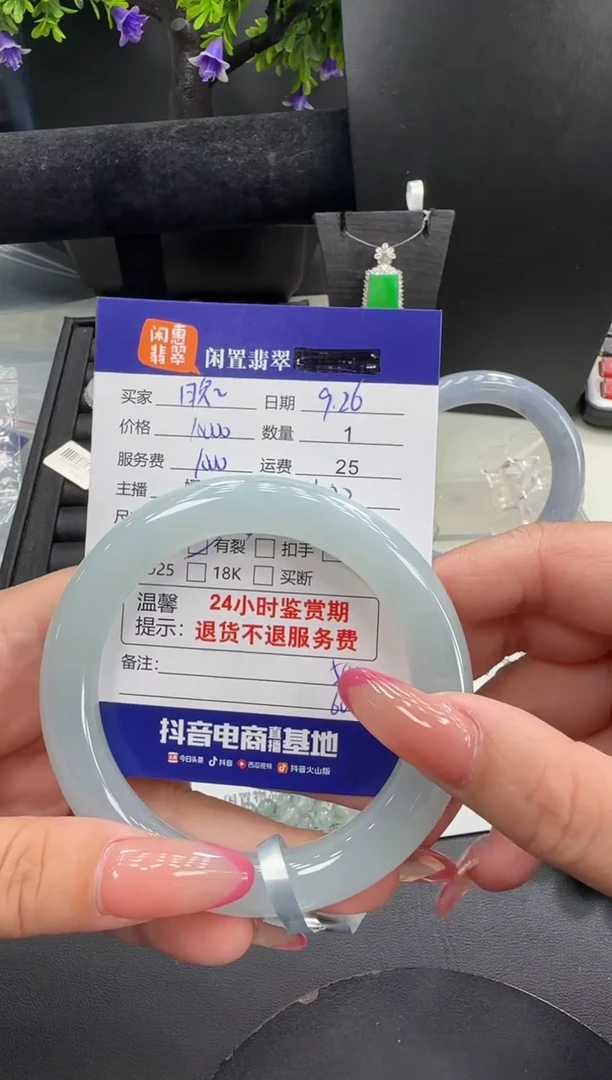 闲惠翡翠
闲置翡翠
买家 日期 9.26
价格 数量 1
服务费 运费 25
主播
有裂 扣手
925 18K 买断
温馨提示: 24小时鉴赏期
退货不退服务费
备注:
抖音电商直播基地
今日头条 抖音 西瓜视频 抖音火山版